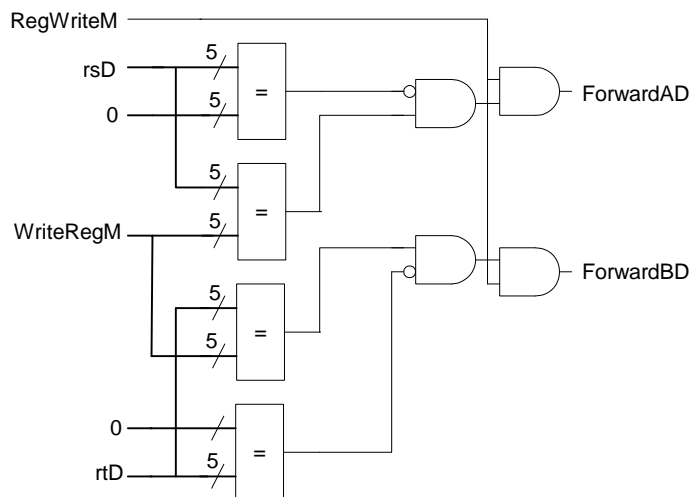 RegWriteM
5
rsD
=
5
0
ForwardAD
5
=
5
WriteRegM
5
=
5
ForwardBD
0
=
5
rtD